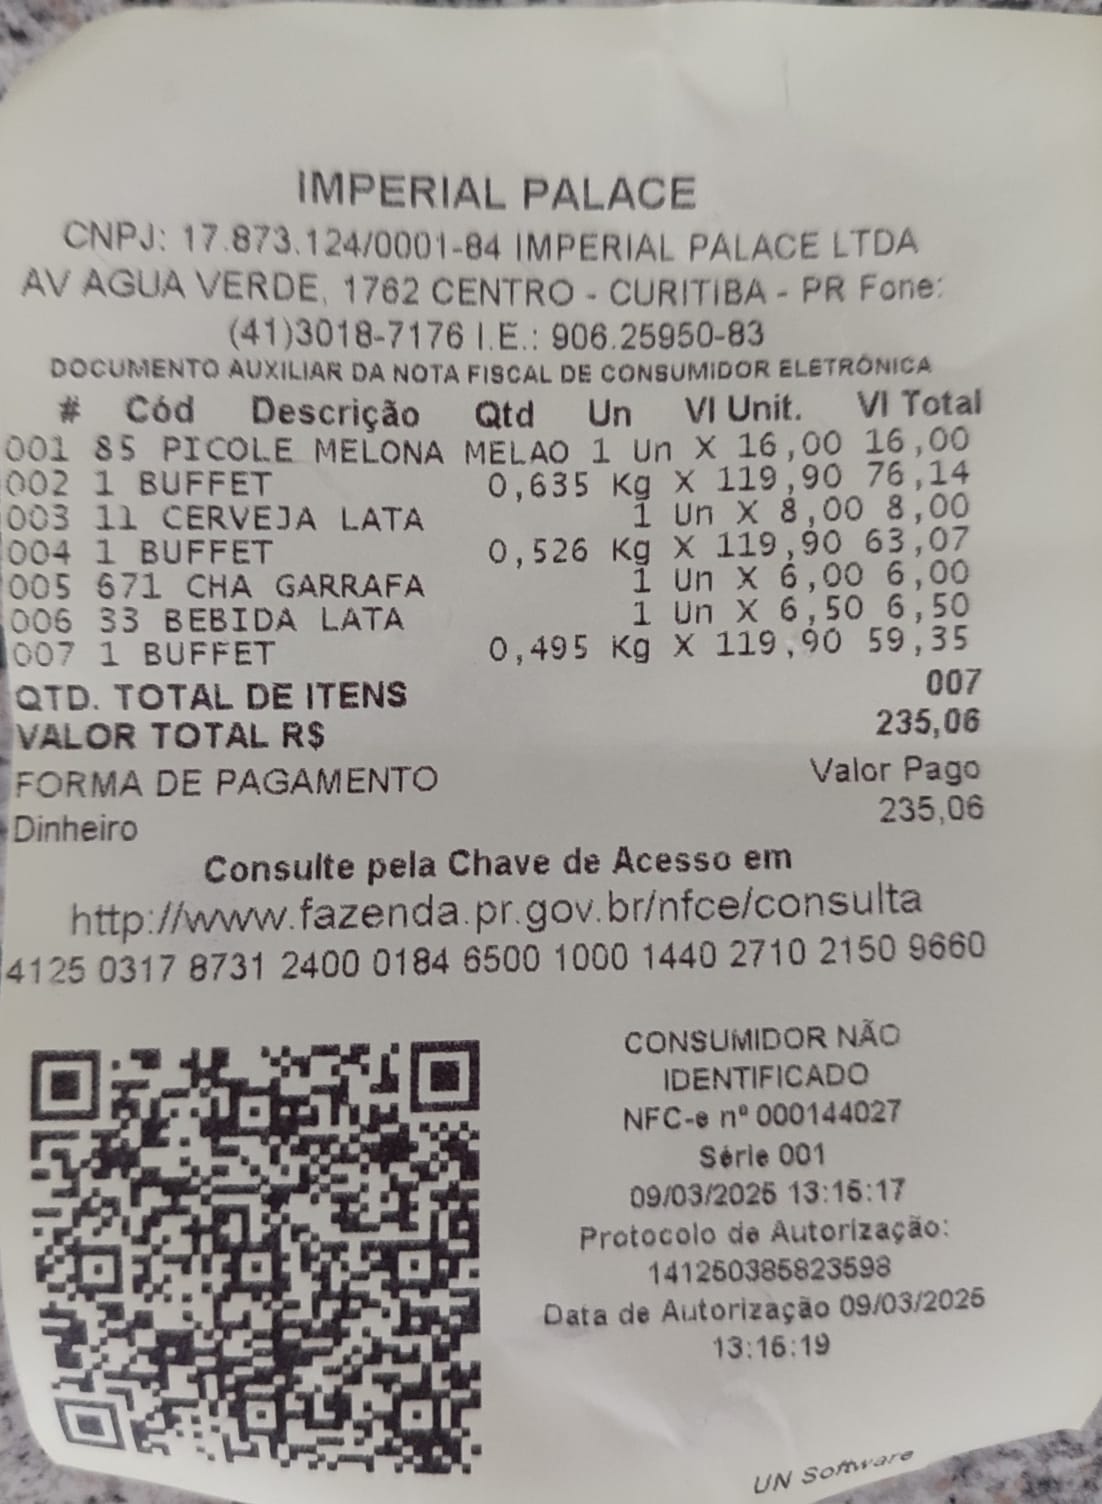 IMPERIAL PALACE
CNPJ: 17.873.124/0001-84 IMPERIAL PALACE LTDA
AV AGUA VERDE, 1762 CENTRO - CURITIBA - PR Fone:
(41)3018-7176 I.E.: 906.25950-83
DOCUMENTO AUXILIAR DA NOTA FISCAL DE CONSUMIDOR ELETRÔNICA
# Cód Descrição Qtd Un Vl Unit. Vl Total
001 85 PICOLE MELONA MELAO 1 Un X 16,00 16,00
002 1 BUFFET 0,635 Kg X 119,90 76,14
003 11 CERVEJA LATA 1 Un X 8,00 8,00
004 1 BUFFET 0,526 Kg X 119,90 63,07
005 671 CHA GARRAFA 1 Un X 6,00 6,00
006 33 BEBIDA LATA 1 Un X 6,50 6,50
007 1 BUFFET 0,495 Kg X 119,90 59,35
QTD. TOTAL DE ITENS 007
VALOR TOTAL R$ 235,06
FORMA DE PAGAMENTO Valor Pago
Dinheiro 235,06
Consulte pela Chave de Acesso em
http://www.fazenda.pr.gov.br/nfce/consulta
4125 0317 8731 2400 0184 6500 1000 1440 2710 2150 9660
CONSUMIDOR NÃO
IDENTIFICADO
NFC-e nº 000144027
Série 001
09/03/2025 13:15:17
Protocolo de Autorização:
141250385823598
Data de Autorização 09/03/2025
13:15:19
UN Software